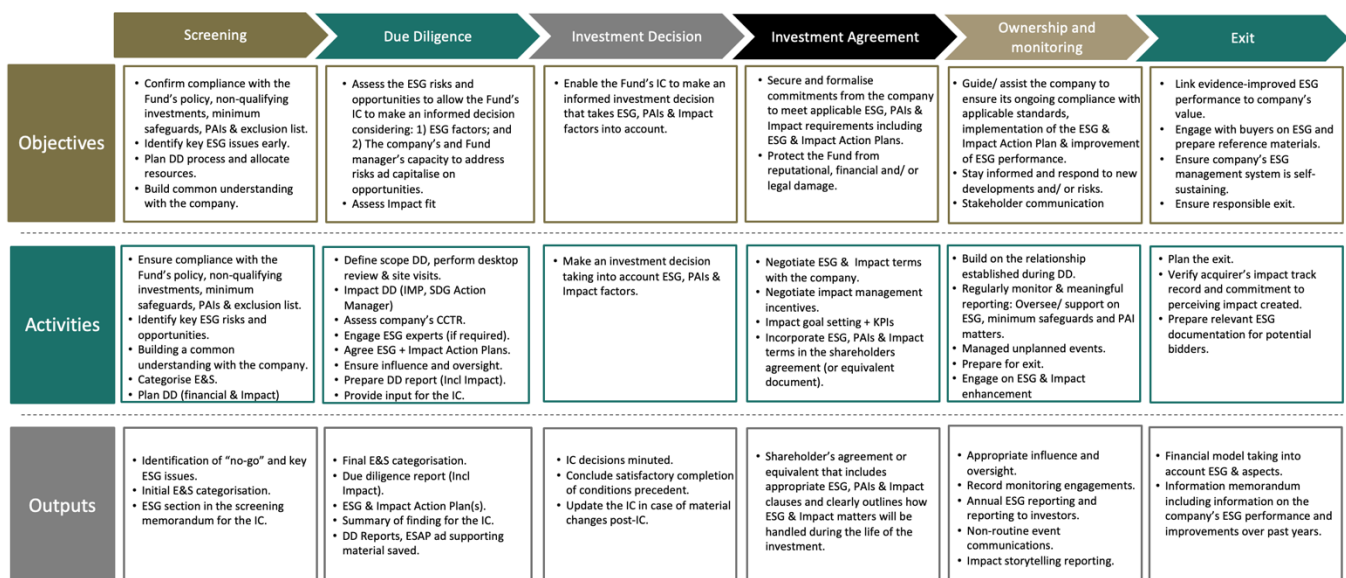 Screening
Due Diligence
Investment Decision
Investment Agreement
Ownership and
monitoring
Exit
Objectives
• Confirm compliance with the
Fund's policy, non-qualifying
investments, minimum
safeguards, PAIs & exclusion list.
• Identify key ESG issues early.
• Plan DD process and allocate
resources.
• Build common understanding
with the company.
• Assess the ESG risks and
opportunities to allow the Fund's
IC to make an informed decision
considering: 1) ESG factors; and
2) The company's and Fund
manager's capacity to address
risks ad capitalise on
opportunities.
• Assess Impact fit
• Enable the Fund's IC to make an
informed investment decision
that takes ESG, PAIs & Impact
factors into account.
• Secure and formalise
commitments from the company
to meet applicable ESG, PAIs &
Impact requirements including
ESG & Impact Action Plans.
• Protect the Fund from
reputational, financial and/ or
legal damage.
• Guide/ assist the company to
ensure its ongoing compliance with
applicable standards,
implementation of the ESG &
Impact Action Plan & improvement
of ESG performance.
• Stay informed and respond to new
developments and/ or risks.
• Stakeholder communication
• Link evidence-improved ESG
performance to company's
value.
• Engage with buyers on ESG and
prepare reference materials.
• Ensure company's ESG
management system is self-
sustaining.
• Ensure responsible exit.
Activities
• Ensure compliance with the
Fund's policy, non-qualifying
investments, minimum
safeguards, PAIs & exclusion list.
• Identify key ESG risks and
opportunities.
• Building a common
understanding with the company.
• Categorise E&S.
• Plan DD (financial & Impact)
• Define scope DD, perform desktop
review & site visits.
• Impact DD (IMP, SDG Action
Manager)
• Assess company's CCTR.
• Engage ESG experts (if required).
• Agree ESG + Impact Action Plans.
• Ensure influence and oversight.
• Prepare DD report (Incl Impact).
• Provide input for the IC.
• Make an investment decision
taking into account ESG, PAIs &
Impact factors.
• Negotiate ESG & Impact terms
with the company.
• Negotiate impact management
incentives.
• Impact goal setting + KPIs
• Incorporate ESG, PAIs & Impact
terms in the shareholders
agreement (or equivalent
document).
• Build on the relationship
established during DD.
• Regularly monitor & meaningful
reporting: Oversee/ support on
ESG, minimum safeguards and PAI
matters.
• Managed unplanned events.
• Prepare for exit.
• Engage on ESG & Impact
enhancement
• Plan the exit.
• Verify acquirer's impact track
record and commitment to
perceiving impact created.
• Prepare relevant ESG
documentation for potential
bidders.
Outputs
• Identification of "no-go" and key
ESG issues.
• Initial E&S categorisation.
• ESG section in the screening
memorandum for the IC.
• Final E&S categorisation.
• Due diligence report (Incl
Impact).
• ESG & Impact Action Plan(s).
• Summary of finding for the IC.
• DD Reports, ESAP ad supporting
material saved.
• IC decisions minuted.
• Conclude satisfactory completion
of conditions precedent.
• Update the IC in case of material
changes post-IC.
• Shareholder's agreement or
equivalent that includes
appropriate ESG, PAIs & Impact
clauses and clearly outlines how
ESG & Impact matters will be
handled during the life of the
investment.
• Appropriate influence and
oversight.
• Record monitoring engagements.
• Annual ESG reporting and
reporting to investors.
• Non-routine event
communications.
• Impact storytelling reporting.
• Financial model taking into
account ESG & aspects.
• Information memorandum
including information on the
company's ESG performance and
improvements over past years.